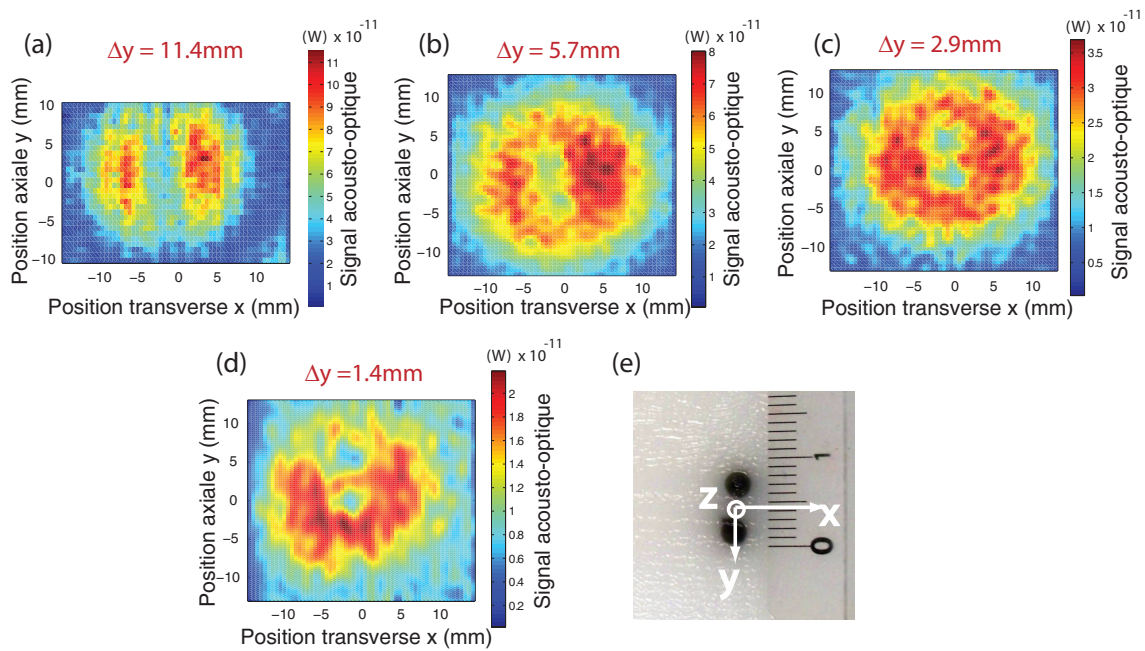 (a)
Δy = 11.4mm
(W) x 10⁻¹¹
10
5
0
−5
−10
Position axiale y (mm)
−10
−5
0
5
10
Position transverse x (mm)
11
10
9
8
7
6
5
4
3
2
1
Signal acousto-optique
(b)
Δy = 5.7mm
(W) x 10⁻¹¹
10
5
0
−5
−10
Position axiale y (mm)
−10
−5
0
5
10
Position transverse x (mm)
8
7
6
5
4
3
2
1
Signal acousto-optique
(c)
Δy = 2.9mm
(W) x 10⁻¹¹
10
5
0
−5
−10
Position axiale y (mm)
−10
−5
0
5
10
Position transverse x (mm)
3.5
3
2.5
2
1.5
1
0.5
Signal acousto-optique
(d)
Δy =1.4mm
(W) x 10⁻¹¹
10
5
0
−5
−10
Position axiale y (mm)
−10
−5
0
5
10
Position transverse x (mm)
2
1.8
1.6
1.4
1.2
1
0.8
0.6
0.4
0.2
Signal acousto-optique
(e)
1
z
x
0
y